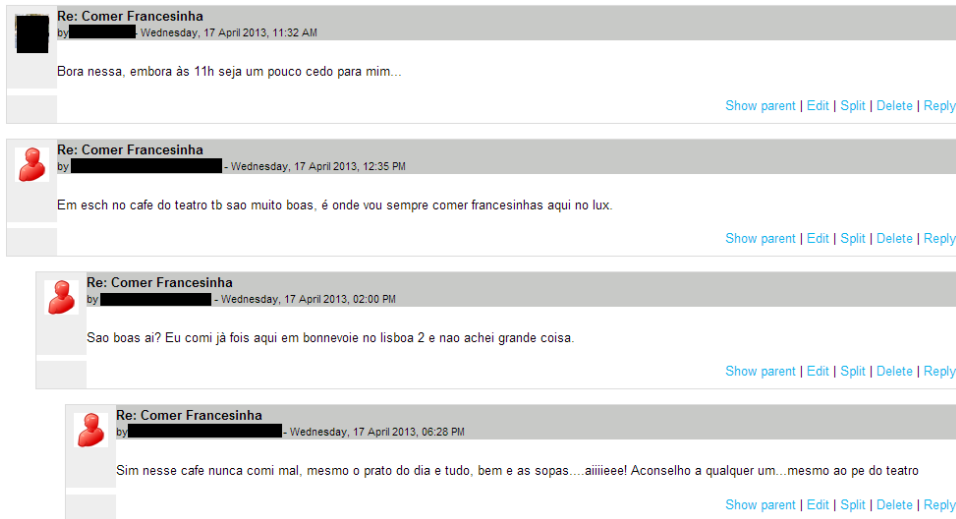 Re: Comer Francesinha
by - Wednesday, 17 April 2013, 11:32 AM
Bora nessa, embora às 11h seja um pouco cedo para mim...
Show parent | Edit | Split | Delete | Reply
Re: Comer Francesinha
by - Wednesday, 17 April 2013, 12:35 PM
Em esch no cafe do teatro tb sao muito boas, é onde vou sempre comer francesinhas aqui no lux.
Show parent | Edit | Split | Delete | Reply
Re: Comer Francesinha
by - Wednesday, 17 April 2013, 02:00 PM
Sao boas ai? Eu comi jà fois aqui em bonnevoie no lisboa 2 e nao achei grande coisa.
Show parent | Edit | Split | Delete | Reply
Re: Comer Francesinha
by - Wednesday, 17 April 2013, 06:28 PM
Sim nesse cafe nunca comi mal, mesmo o prato do dia e tudo, bem e as sopas....aiiiieee! Aconselho a qualquer um...mesmo ao pe do teatro
Show parent | Edit | Split | Delete | Reply